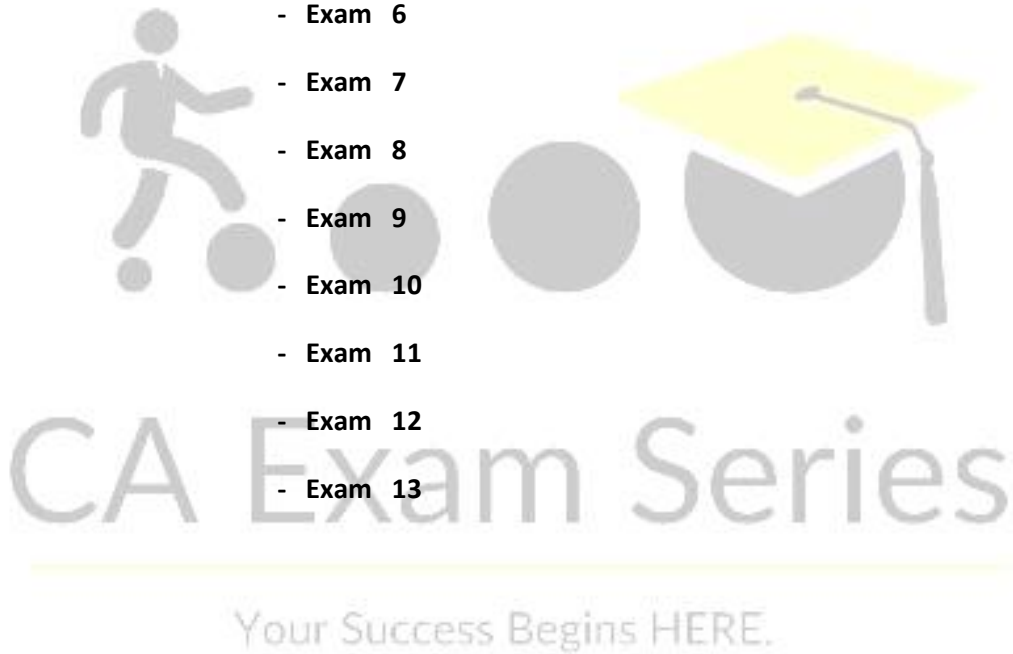 - Exam 6
- Exam 7
- Exam 8
- Exam 9
- Exam 10
- Exam 11
- Exam 12
- Exam 13
CA Exam Series
Your Success Begins HERE.